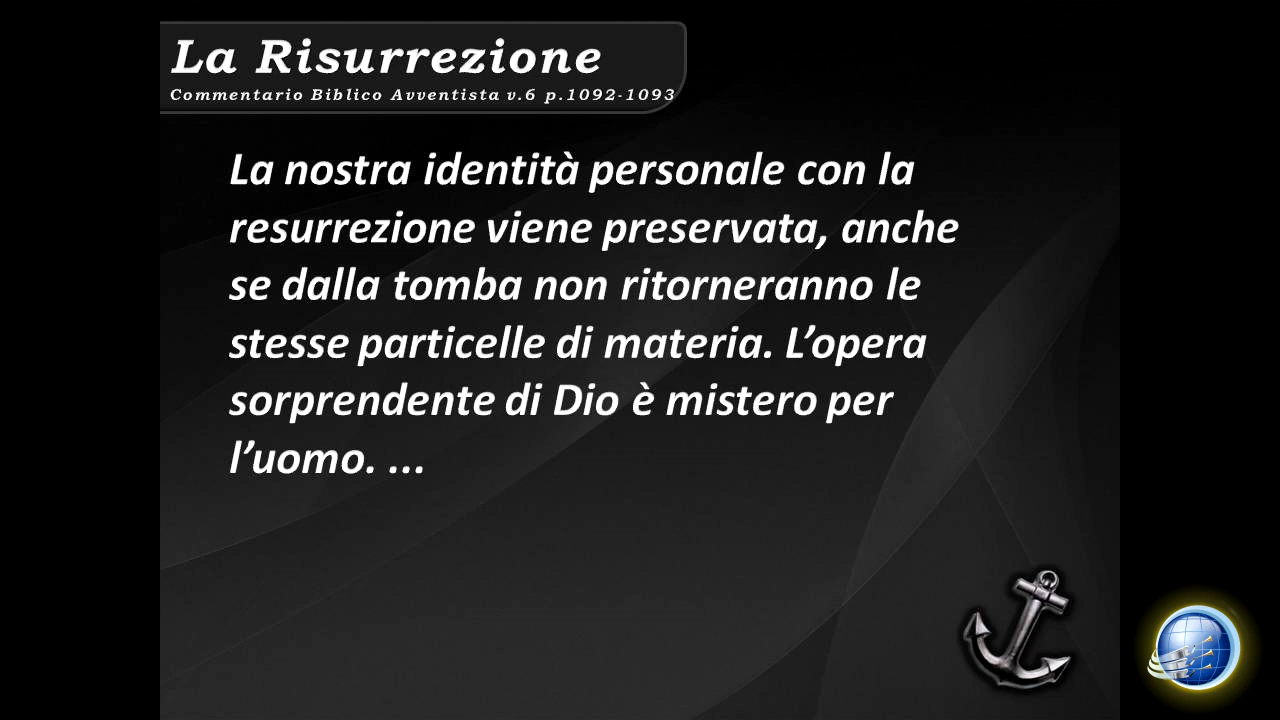 La Risurrezione
Commentario Biblico Avventista v.6 p.1092-1093
La nostra identità personale con la
resurrezione viene preservata, anche
se dalla tomba non ritorneranno le
stesse particelle di materia. L’opera
sorprendente di Dio è mistero per
l’uomo. ...